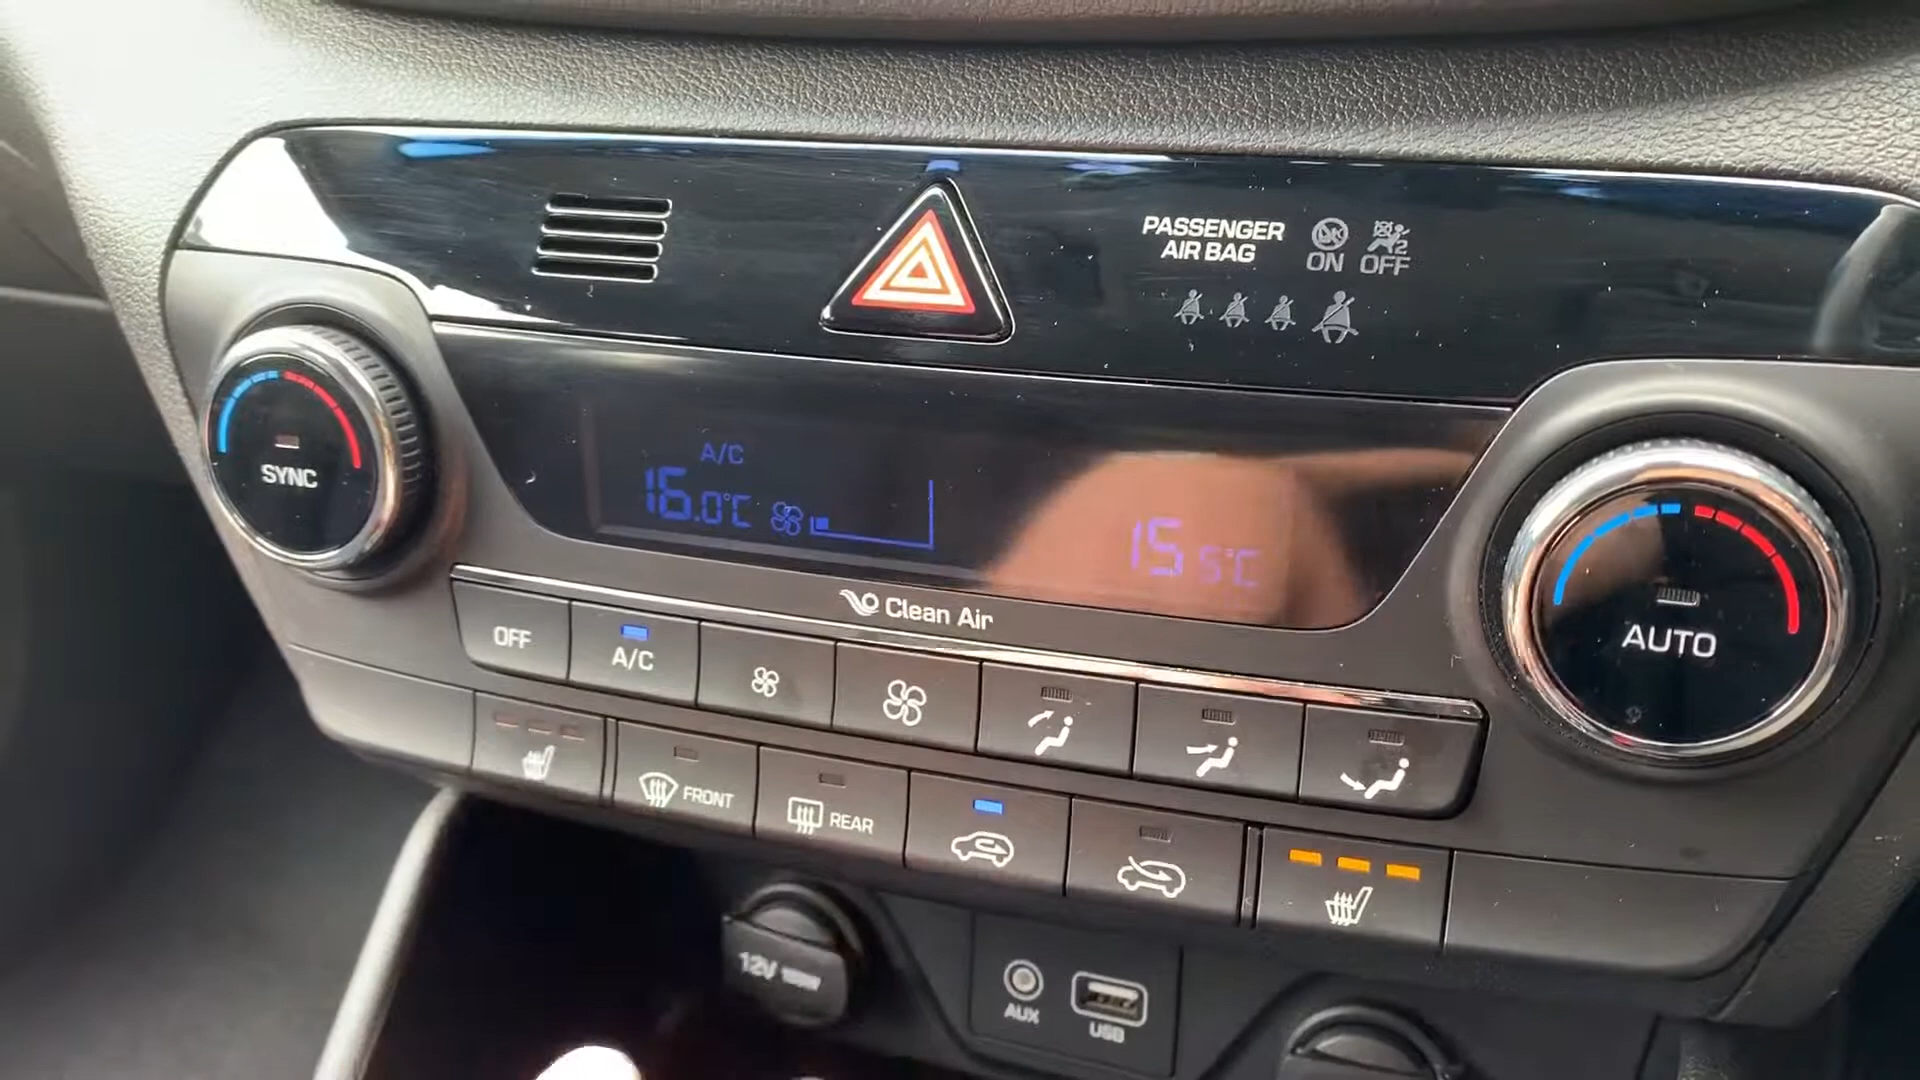 PASSENGER
AIR BAG
ON
OFF
SYNC
A/C
16.0°C
15.5°C
AUTO
Clean Air
OFF
A/C
FRONT
REAR
12V 180W
AUX
USB